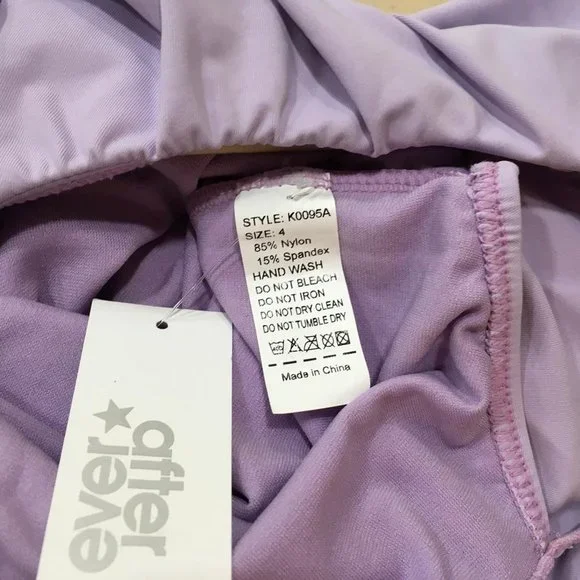 STYLE: K0095A
SIZE: 4
85% Nylon
15% Spandex
HAND WASH
DO NOT BLEACH
DO NOT IRON
DO NOT DRY CLEAN
DO NOT TUMBLE DRY
Made in China
ever★
after